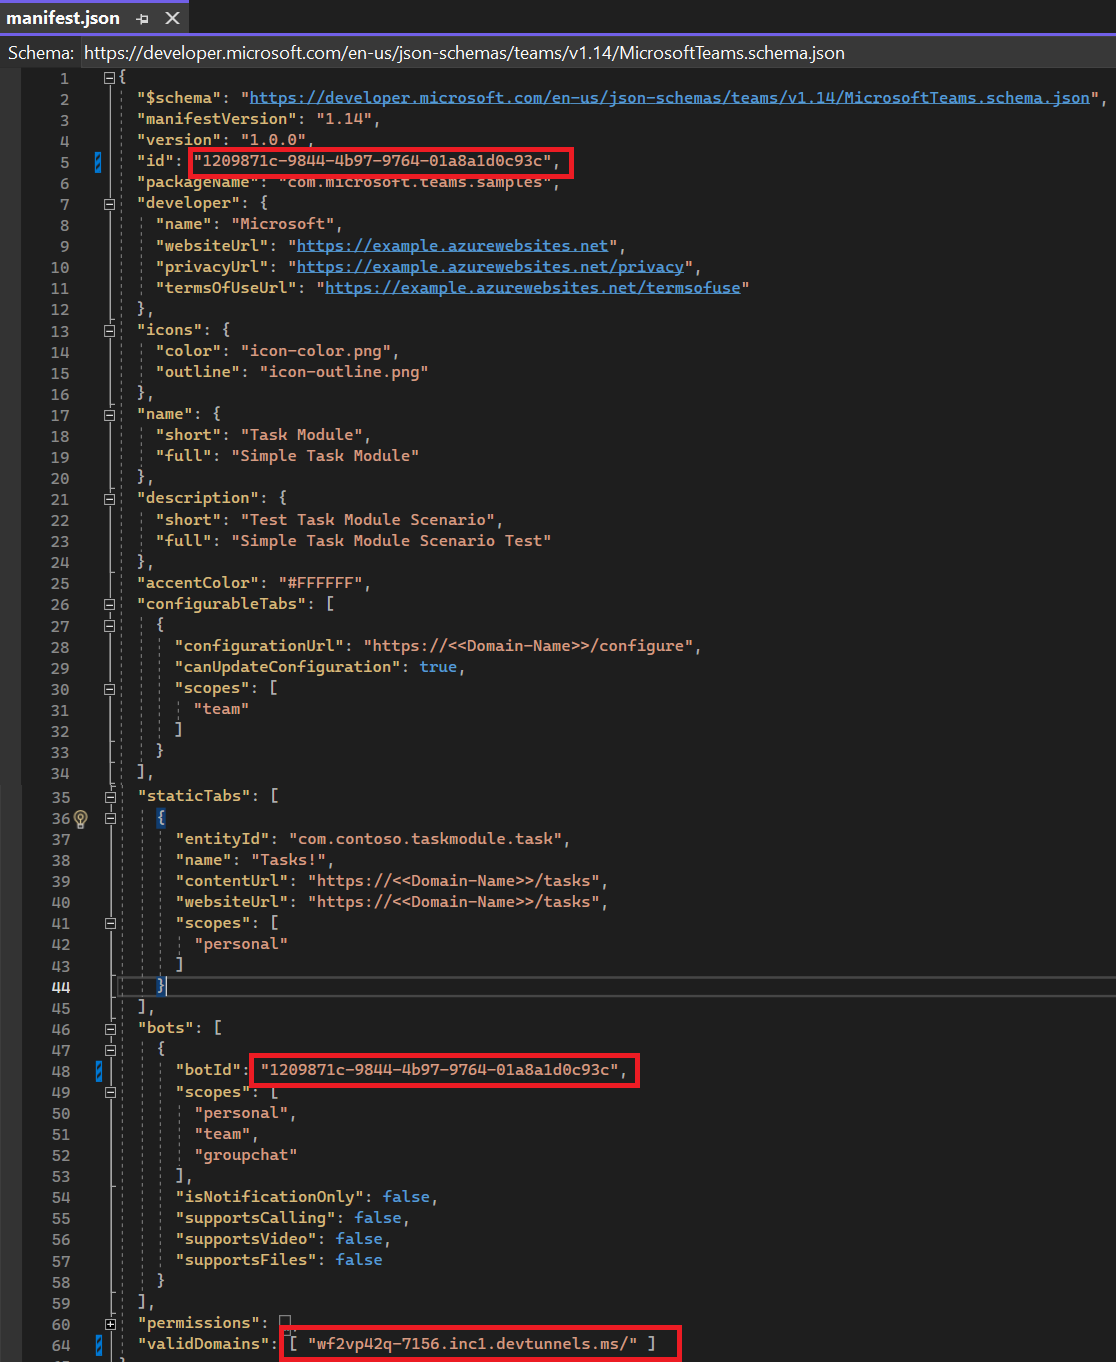 manifest.json
Schema: https://developer.microsoft.com/en-us/json-schemas/teams/v1.14/MicrosoftTeams.schema.json
1 {
2 "$schema": "https://developer.microsoft.com/en-us/json-schemas/teams/v1.14/MicrosoftTeams.schema.json",
3 "manifestVersion": "1.14",
4 "version": "1.0.0",
5 "id": "1209871c-9844-4b97-9764-01a8a1d0c93c",
6 "packageName": "com.microsoft.teams.samples",
7 "developer": {
8 "name": "Microsoft",
9 "websiteUrl": "https://example.azurewebsites.net",
10 "privacyUrl": "https://example.azurewebsites.net/privacy",
11 "termsOfUseUrl": "https://example.azurewebsites.net/termsofuse"
12 },
13 "icons": {
14 "color": "icon-color.png",
15 "outline": "icon-outline.png"
16 },
17 "name": {
18 "short": "Task Module",
19 "full": "Simple Task Module"
20 },
21 "description": {
22 "short": "Test Task Module Scenario",
23 "full": "Simple Task Module Scenario Test"
24 },
25 "accentColor": "#FFFFFF",
26 "configurableTabs": [
27 {
28 "configurationUrl": "https://<<Domain-Name>>/configure",
29 "canUpdateConfiguration": true,
30 "scopes": [
31 "team"
32 ]
33 }
34 ],
35 "staticTabs": [
36 {
37 "entityId": "com.contoso.taskmodule.task",
38 "name": "Tasks!",
39 "contentUrl": "https://<<Domain-Name>>/tasks",
40 "websiteUrl": "https://<<Domain-Name>>/tasks",
41 "scopes": [
42 "personal"
43 ]
44 }
45 ],
46 "bots": [
47 {
48 "botId": "1209871c-9844-4b97-9764-01a8a1d0c93c",
49 "scopes": [
50 "personal",
51 "team",
52 "groupchat"
53 ],
54 "isNotificationOnly": false,
55 "supportsCalling": false,
56 "supportsVideo": false,
57 "supportsFiles": false
58 }
59 ],
60 "permissions":
64 "validDomains": [ "wf2vp42q-7156.inc1.devtunnels.ms/" ]